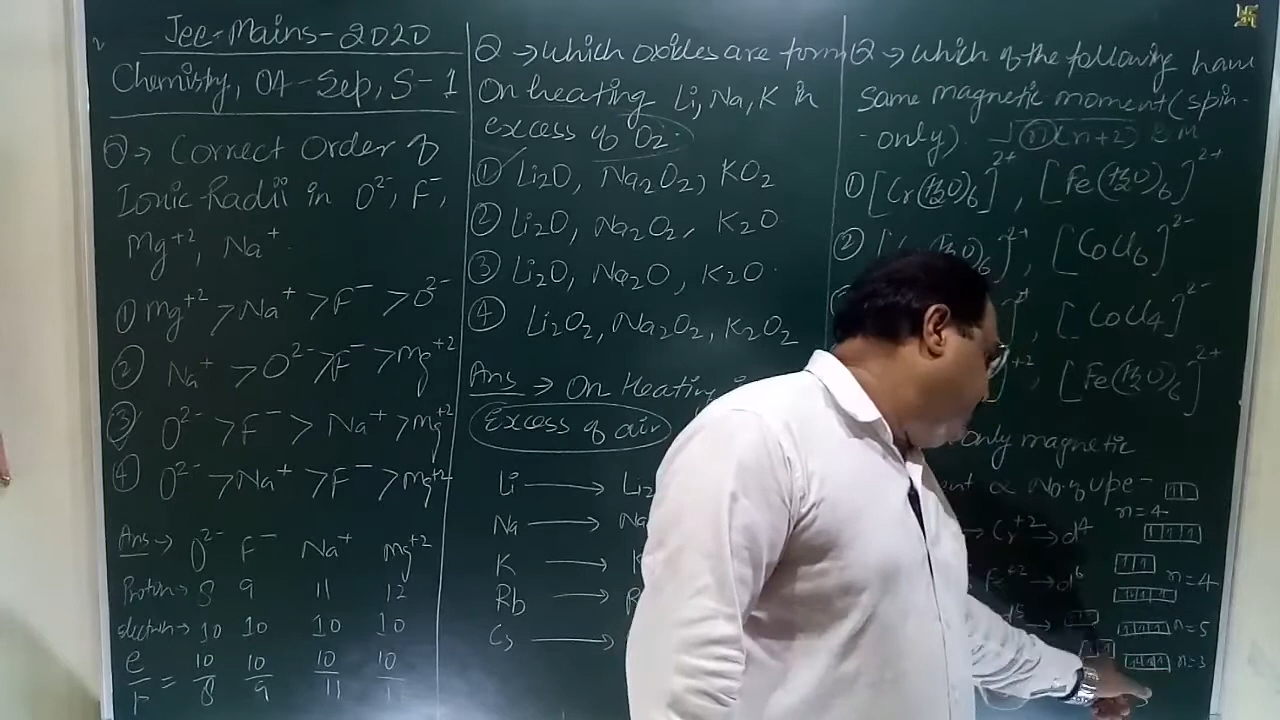 Jee-Mains-2020
Chemistry, 04-Sep, S-1
Q → Correct Order of
Ionic Radii in O²⁻, F⁻,
Mg⁺², Na⁺.
① Mg⁺² > Na⁺ > F⁻ > O²⁻
② Na⁺ > O²⁻ > F⁻ > Mg⁺²
③ O²⁻ > F⁻ > Na⁺ > Mg⁺²
④ O²⁻ > Na⁺ > F⁻ > Mg⁺²
Ans → O²⁻ F⁻ Na⁺ Mg⁺²
Proton → 8 9 11 12
Electron → 10 10 10 10
e/p = 10/8 10/9 10/11 10/1
Q → Which oxides are form
On heating Li, Na, K in
excess of O₂.
① Li₂O, Na₂O₂, KO₂
② Li₂O, Na₂O₂, K₂O.
③ Li₂O, Na₂O, K₂O.
④ Li₂O₂, Na₂O₂, K₂O₂
Ans → On Heating
Excess of air
Li → Li₂
Na → Na
K → K
Rb → R
Cs →
Q → Which of the following have
Same magnetic moment (spin-
-only). √n(n+2) BM
① [Cr(H₂O)₆]²⁺, [Fe(H₂O)₆]²⁺
② (H₂O)₆]²⁺, [CoCl₆]²⁻
]²⁺, [CoCl₄]²⁻
]⁺², [Fe(H₂O)₆]²⁺
only magnetic
∝ No. of upe-
n=4
→ Cr⁺² → d⁴
Fe⁺² → d⁶ n=4
n=5
n=3